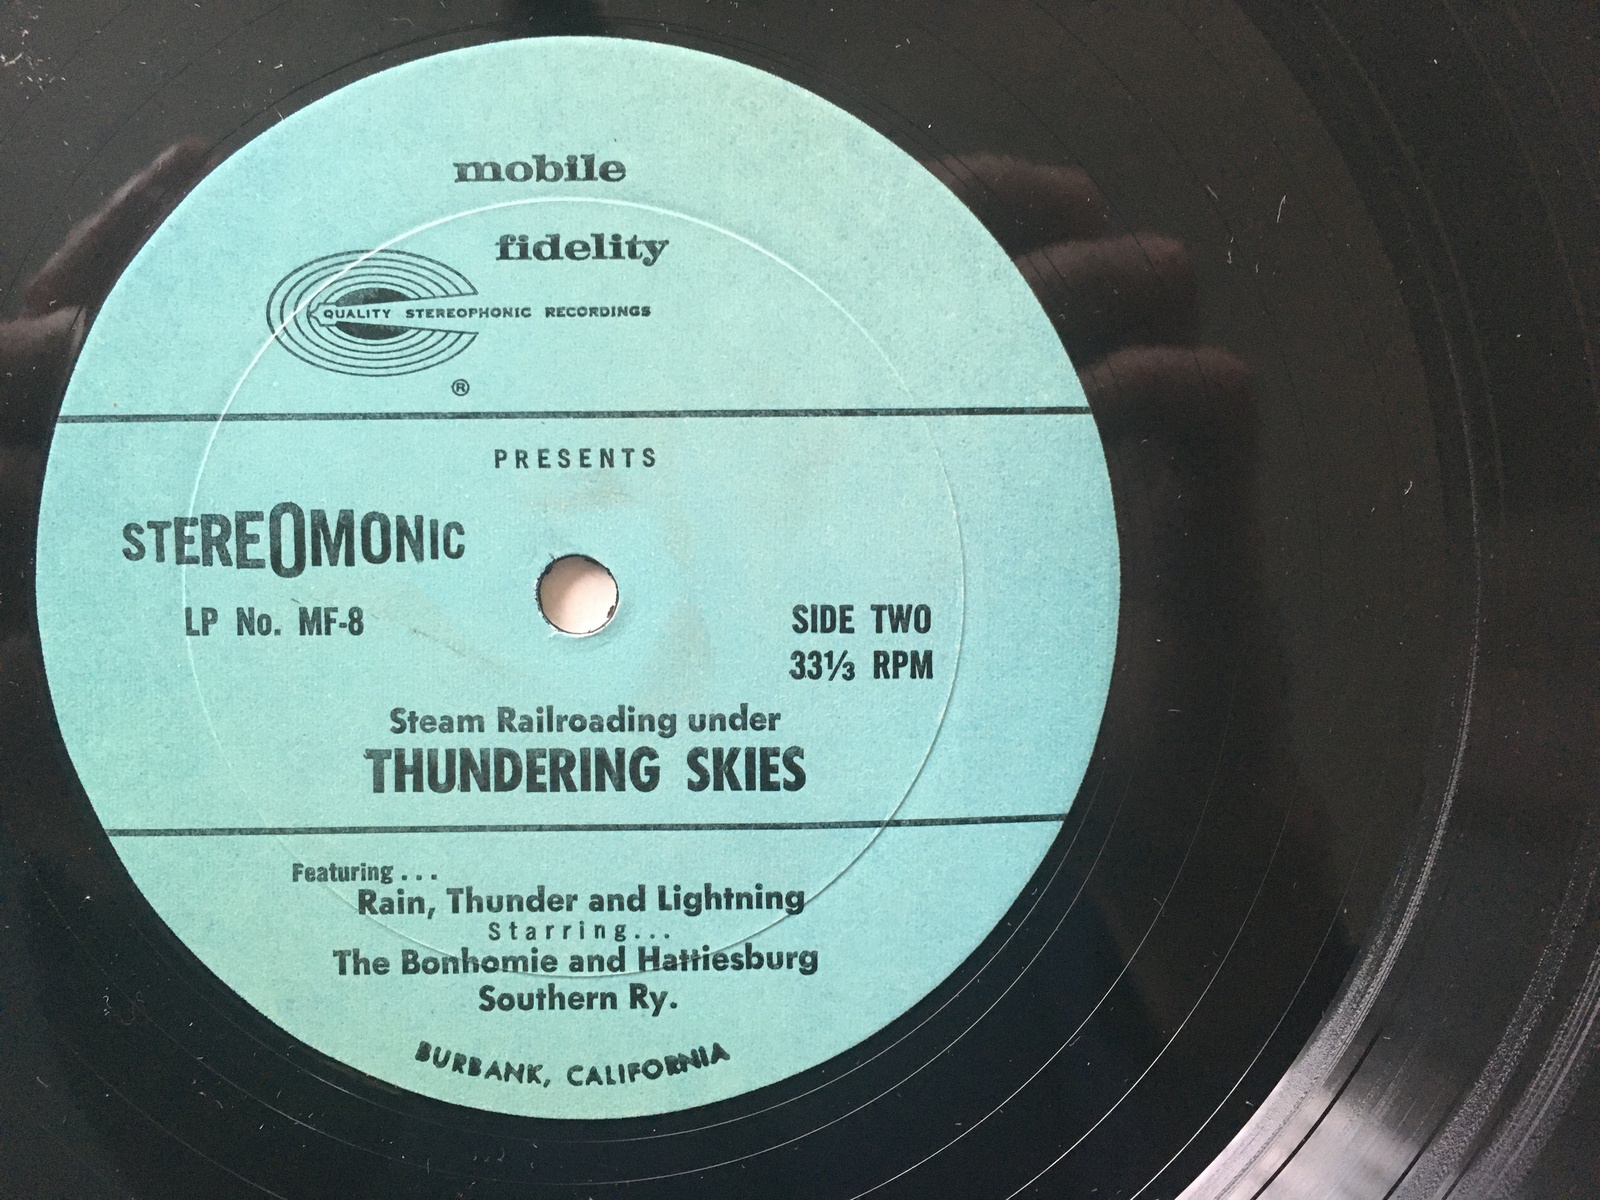 mobile
fidelity
QUALITY STEREOPHONIC RECORDINGS
®
PRESENTS
STEREOMONIC
LP No. MF-8
SIDE TWO
33⅓ RPM
Steam Railroading under
THUNDERING SKIES
Featuring...
Rain, Thunder and Lightning
Starring...
The Bonhomie and Hattiesburg
Southern Ry.
BURBANK, CALIFORNIA